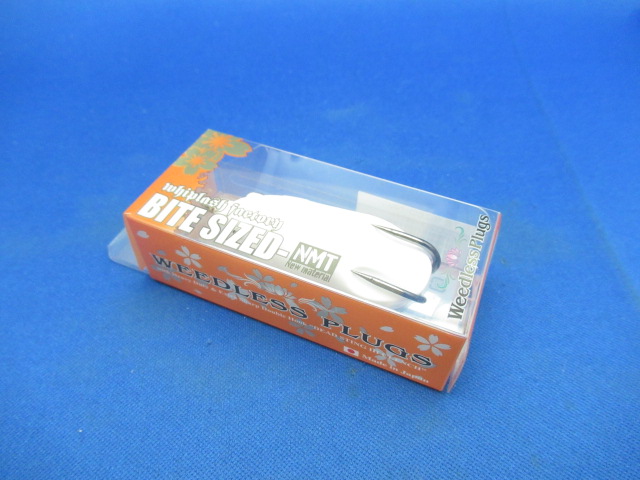 whiplash factory
BITE SIZED-
NMT
New material
Weedless Plugs
WEEDLESS PLUGS
Made in Japan